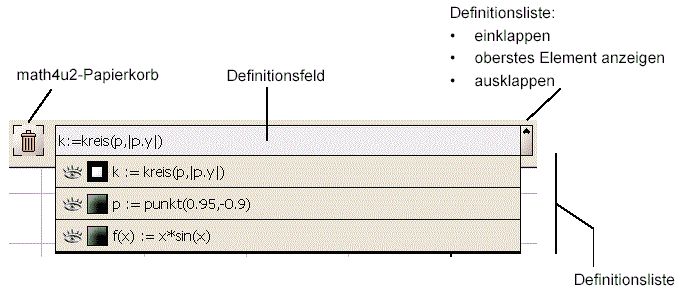 Definitionsliste:
• einklappen
• oberstes Element anzeigen
• ausklappen
math4u2-Papierkorb
Definitionsfeld
k:=kreis(p,|p.y|)
k := kreis(p,|p.y|)
p := punkt(0.95,-0.9)
f(x) := x*sin(x)
Definitionsliste